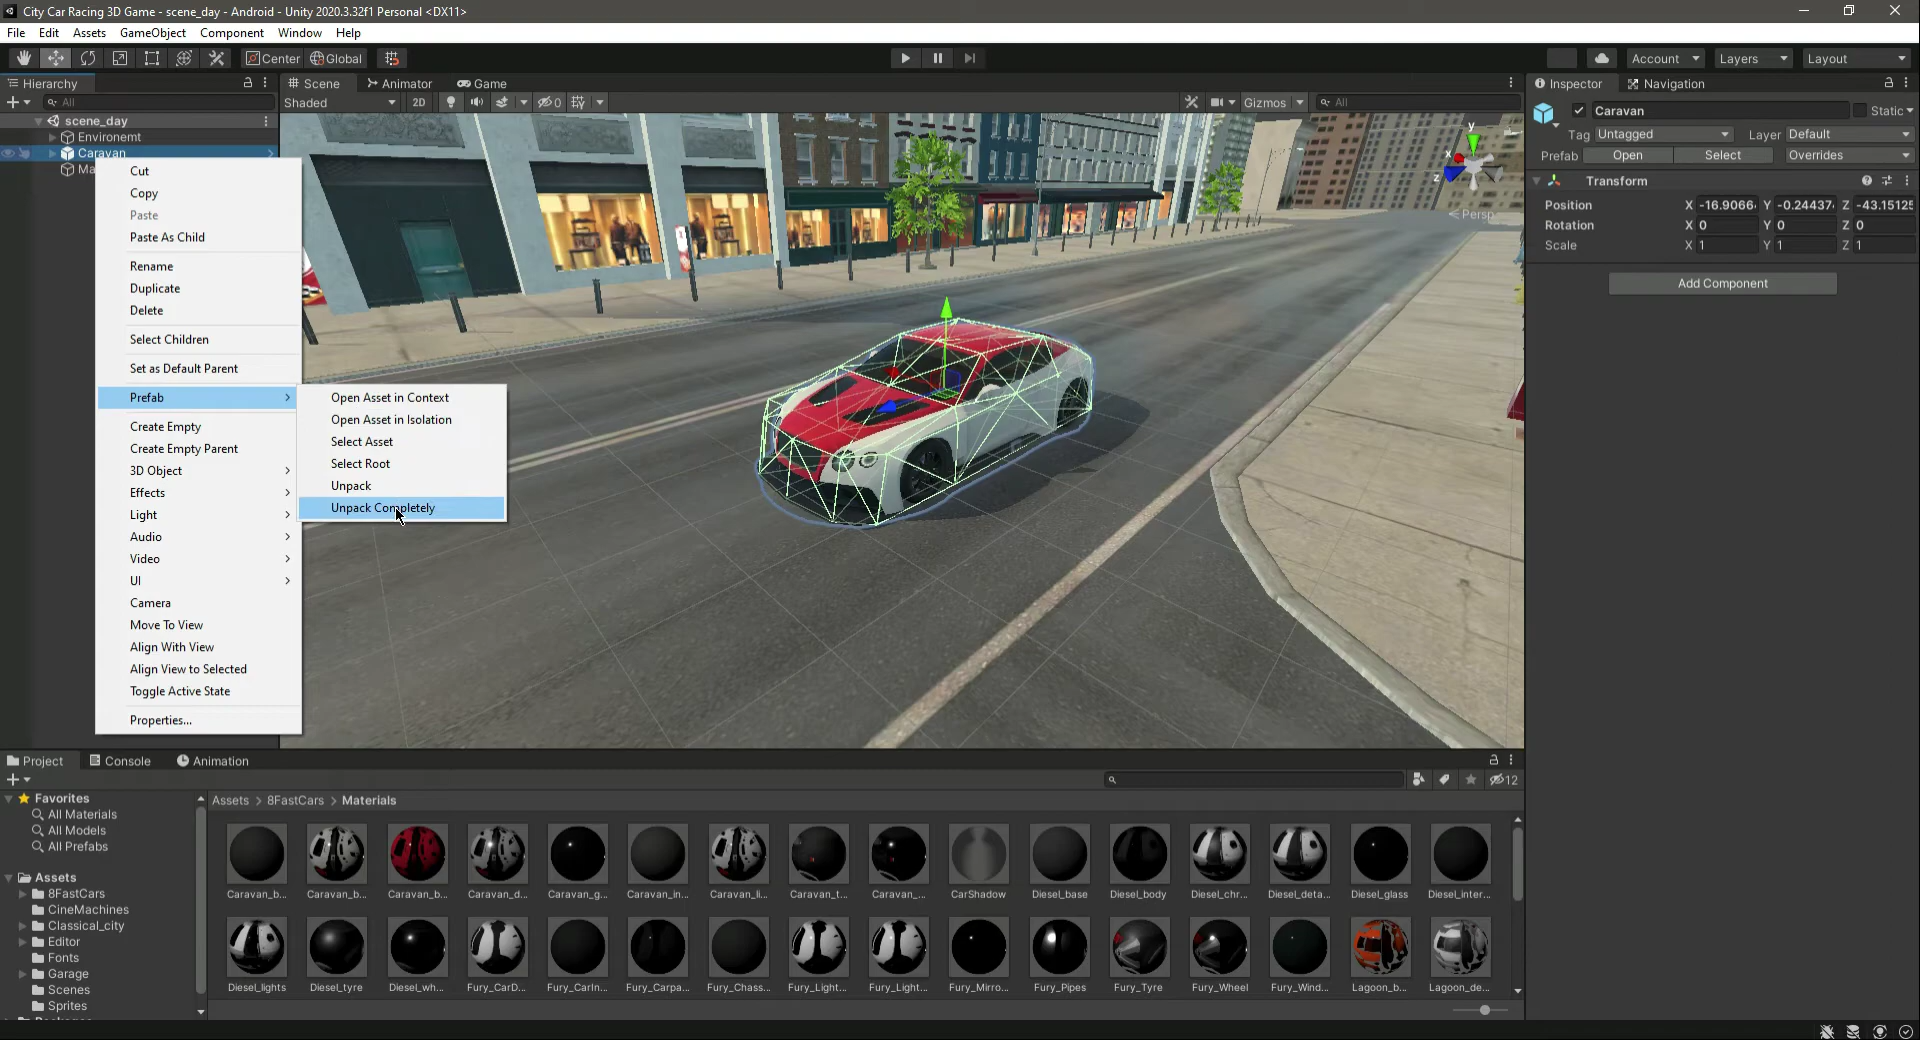 City Car Racing 3D Game - scene_day - Android - Unity 2020.3.32f1 Personal <DX11>
File Edit Assets GameObject Component Window Help
Center Global Account Layers Layout
Hierarchy Scene Animator Game Inspector Navigation
All Shaded 2D 0 Gizmos All
Caravan Static
scene_day
Environemt
Caravan
Ma
Tag Untagged Layer Default
Prefab Open Select Overrides
Transform
Position X -16.9066 Y -0.24437 Z -43.15125
Rotation X 0 Y 0 Z 0
Scale X 1 Y 1 Z 1
Add Component
y
x
z
Persp
Cut
Copy
Paste
Paste As Child
Rename
Duplicate
Delete
Select Children
Set as Default Parent
Prefab
Create Empty
Create Empty Parent
3D Object
Effects
Light
Audio
Video
UI
Camera
Move To View
Align With View
Align View to Selected
Toggle Active State
Properties...
Open Asset in Context
Open Asset in Isolation
Select Asset
Select Root
Unpack
Unpack Completely
Project Console Animation
12
Favorites
All Materials
All Models
All Prefabs
Assets
8FastCars
CineMachines
Classical_city
Editor
Fonts
Garage
Scenes
Sprites
Assets > 8FastCars > Materials
Caravan_b... Caravan_b... Caravan_b... Caravan_d... Caravan_g... Caravan_in... Caravan_li... Caravan_t... Caravan_... CarShadow Diesel_base Diesel_body Diesel_chr... Diesel_deta... Diesel_glass Diesel_inter...
Diesel_lights Diesel_tyre Diesel_wh... Fury_CarD... Fury_CarIn... Fury_Carpa... Fury_Chass... Fury_Light... Fury_Light... Fury_Mirro... Fury_Pipes Fury_Tyre Fury_Wheel Fury_Wind... Lagoon_b... Lagoon_de...